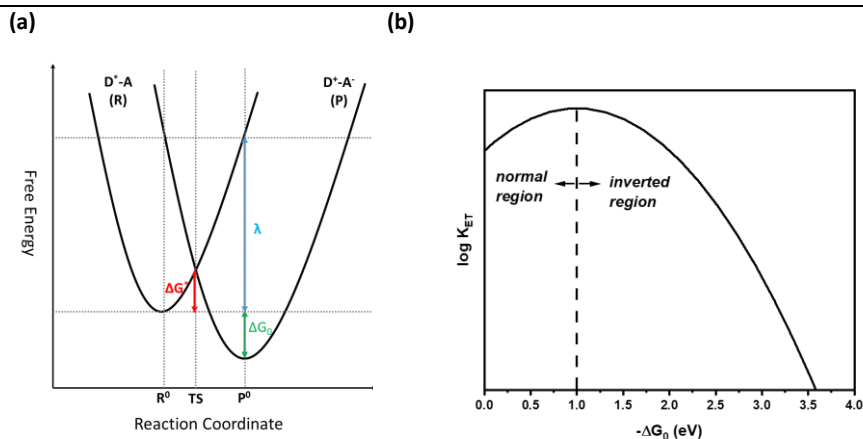 (a)
D*-A
(R)
D+-A-
(P)
Free Energy
λ
ΔG*
ΔG₀
R⁰ TS P⁰
Reaction Coordinate
(b)
log K_ET
normal
region
inverted
region
0.0 0.5 1.0 1.5 2.0 2.5 3.0 3.5 4.0
-ΔG₀ (eV)